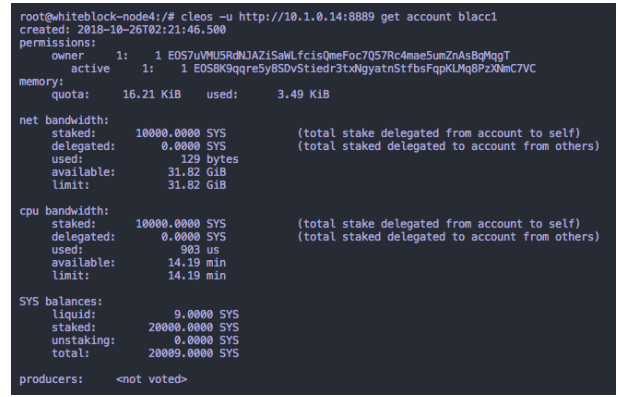 root@whiteblock-node4:/# cleos -u http://10.1.0.14:8889 get account blacc1
created: 2018-10-26T02:21:46.500
permissions:
     owner     1:    1 EOS7uVMU5RdNJAZiSaWLfcisQmeFoc7Q57Rc4mae5umZnAsBqMqgT
        active     1:    1 EOS8K9qqre5y8SDvStiedr3txNgyatnStfbsFqpKLMq8PzXNmC7VC
memory:
     quota:     16.21 KiB    used:      3.49 KiB
net bandwidth:
     staked:     10000.0000 SYS           (total stake delegated from account to self)
     delegated:       0.0000 SYS           (total staked delegated to account from others)
     used:               129 bytes
     available:        31.82 GiB
     limit:            31.82 GiB
cpu bandwidth:
     staked:     10000.0000 SYS           (total stake delegated from account to self)
     delegated:       0.0000 SYS           (total staked delegated to account from others)
     used:               903 us
     available:        14.19 min
     limit:            14.19 min
SYS balances:
     liquid:            9.0000 SYS
     staked:        20000.0000 SYS
     unstaking:         0.0000 SYS
     total:         20009.0000 SYS
producers:     <not voted>